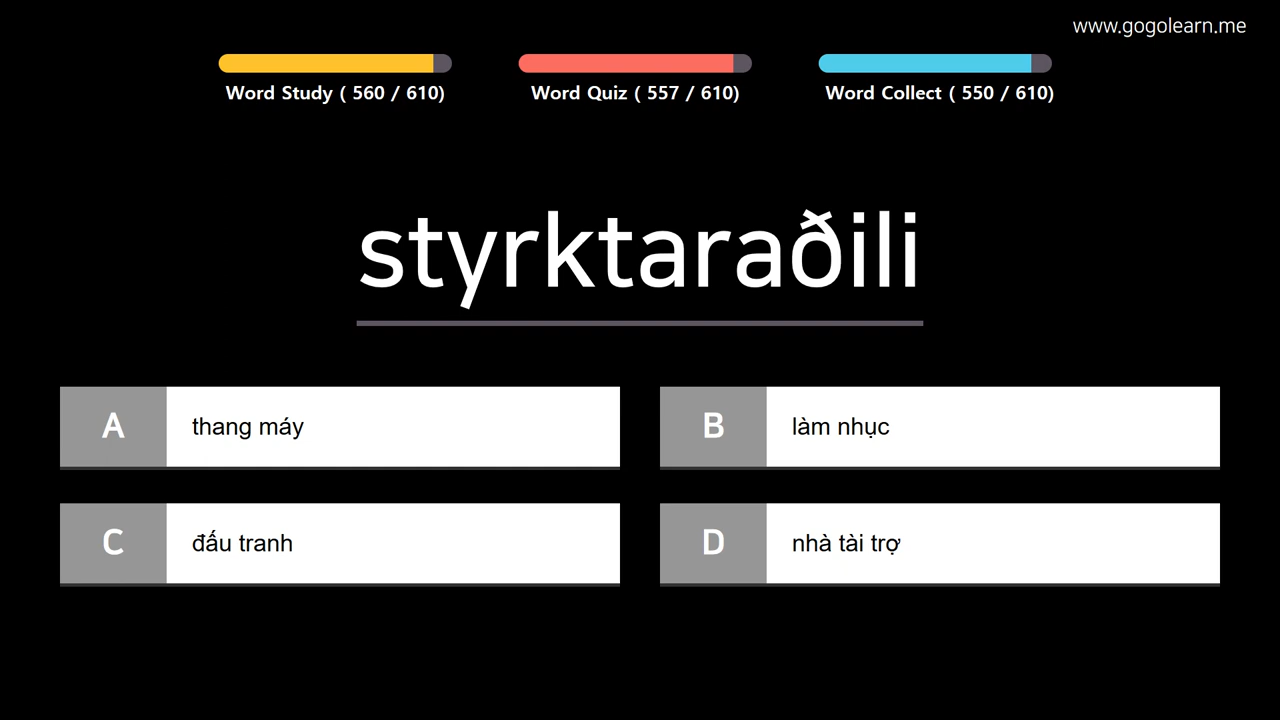 www.gogolearn.me
Word Study ( 560 / 610)
Word Quiz ( 557 / 610)
Word Collect ( 550 / 610)
styrktaraðili
A
thang máy
B
làm nhục
C
đấu tranh
D
nhà tài trợ